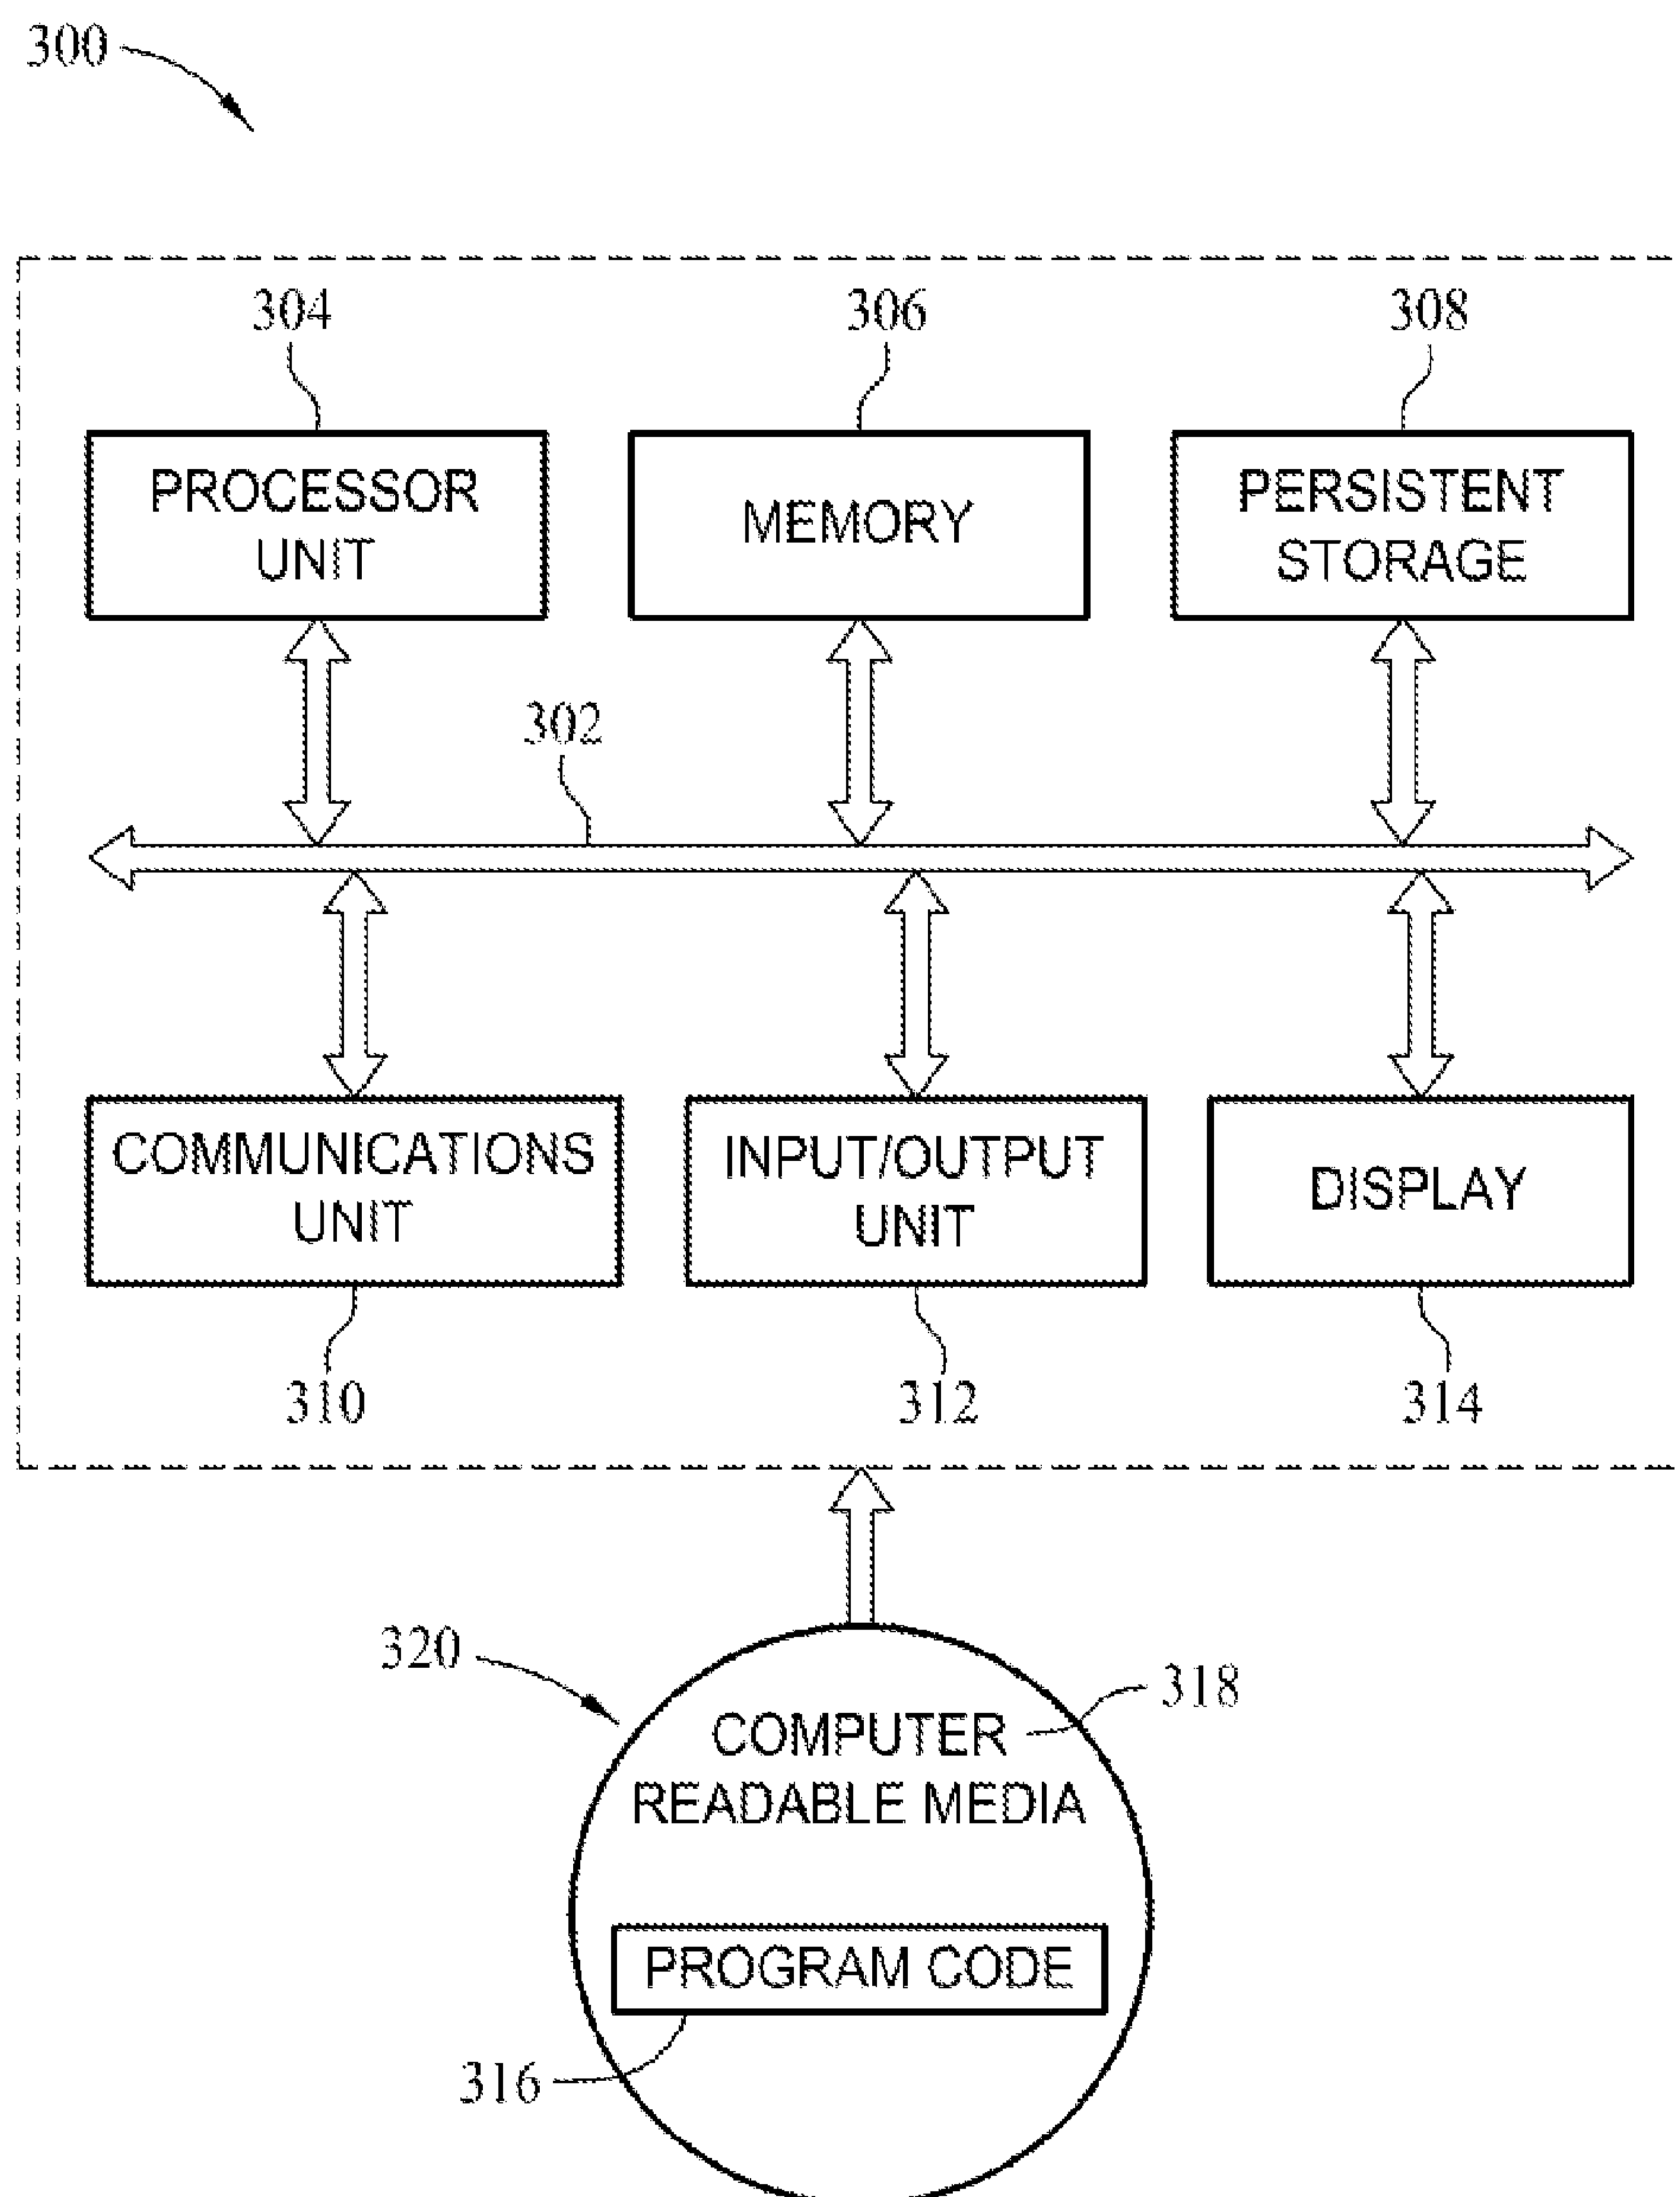 300
304
306
308
PROCESSOR
UNIT
MEMORY
PERSISTENT
STORAGE
302
COMMUNICATIONS
UNIT
INPUT/OUTPUT
UNIT
DISPLAY
310
312
314
320
318
COMPUTER
READABLE MEDIA
PROGRAM CODE
316